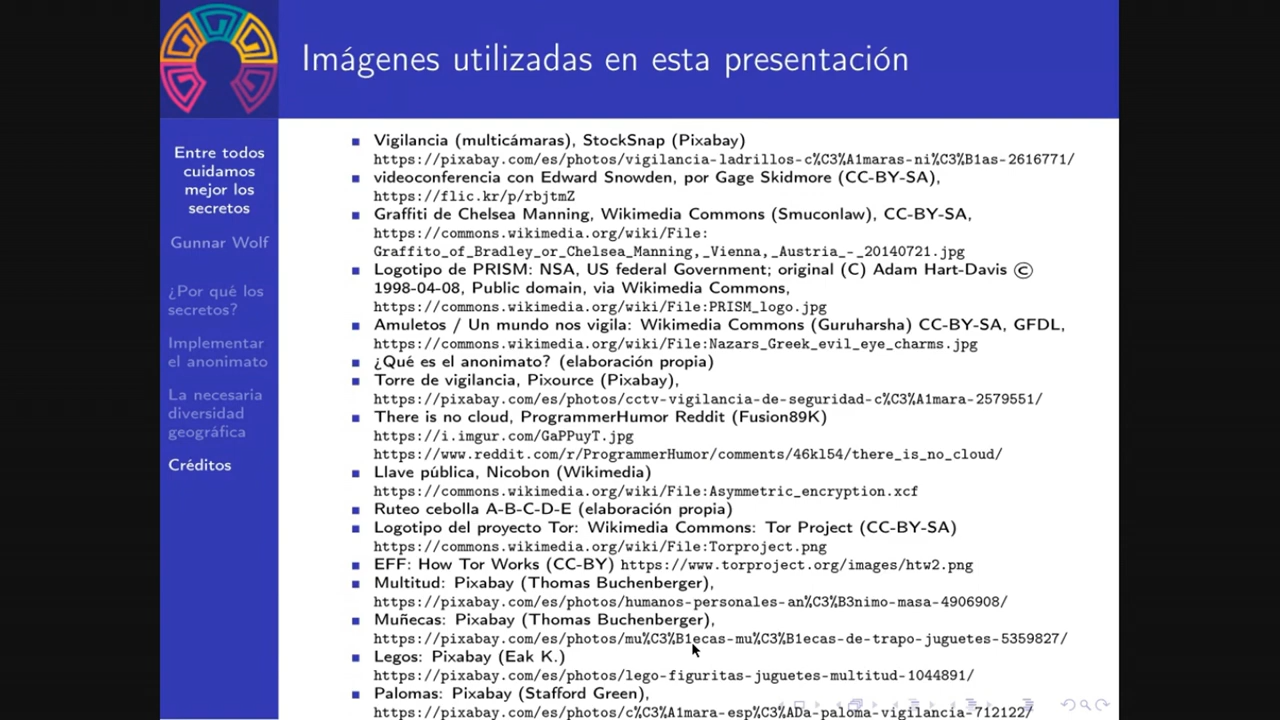 Imágenes utilizadas en esta presentación
Entre todos
cuidamos
mejor los
secretos
Gunnar Wolf
¿Por qué los
secretos?
Implementar
el anonimato
La necesaria
diversidad
geográfica
Créditos
Vigilancia (multicámaras), StockSnap (Pixabay)
https://pixabay.com/es/photos/vigilancia-ladrillos-c%C3%A1maras-ni%C3%B1as-2616771/
videoconferencia con Edward Snowden, por Gage Skidmore (CC-BY-SA),
https://flic.kr/p/rbjtmZ
Graffiti de Chelsea Manning, Wikimedia Commons (Smuconlaw), CC-BY-SA,
https://commons.wikimedia.org/wiki/File:
Graffito_of_Bradley_or_Chelsea_Manning,_Vienna,_Austria_-_20140721.jpg
Logotipo de PRISM: NSA, US federal Government; original (C) Adam Hart-Davis ©
1998-04-08, Public domain, via Wikimedia Commons,
https://commons.wikimedia.org/wiki/File:PRISM_logo.jpg
Amuletos / Un mundo nos vigila: Wikimedia Commons (Guruharsha) CC-BY-SA, GFDL,
https://commons.wikimedia.org/wiki/File:Nazars_Greek_evil_eye_charms.jpg
¿Qué es el anonimato? (elaboración propia)
Torre de vigilancia, Pixource (Pixabay),
https://pixabay.com/es/photos/cctv-vigilancia-de-seguridad-c%C3%A1mara-2579551/
There is no cloud, ProgrammerHumor Reddit (Fusion89K)
https://i.imgur.com/GaPPuyT.jpg
https://www.reddit.com/r/ProgrammerHumor/comments/46kl54/there_is_no_cloud/
Llave pública, Nicobon (Wikimedia)
https://commons.wikimedia.org/wiki/File:Asymmetric_encryption.xcf
Ruteo cebolla A-B-C-D-E (elaboración propia)
Logotipo del proyecto Tor: Wikimedia Commons: Tor Project (CC-BY-SA)
https://commons.wikimedia.org/wiki/File:Torproject.png
EFF: How Tor Works (CC-BY) https://www.torproject.org/images/htw2.png
Multitud: Pixabay (Thomas Buchenberger),
https://pixabay.com/es/photos/humanos-personales-an%C3%B3nimo-masa-4906908/
Muñecas: Pixabay (Thomas Buchenberger),
https://pixabay.com/es/photos/mu%C3%B1ecas-mu%C3%B1ecas-de-trapo-juguetes-5359827/
Legos: Pixabay (Eak K.)
https://pixabay.com/es/photos/lego-figuritas-juguetes-multitud-1044891/
Palomas: Pixabay (Stafford Green),
https://pixabay.com/es/photos/c%C3%A1mara-esp%C3%ADa-paloma-vigilancia-712122/